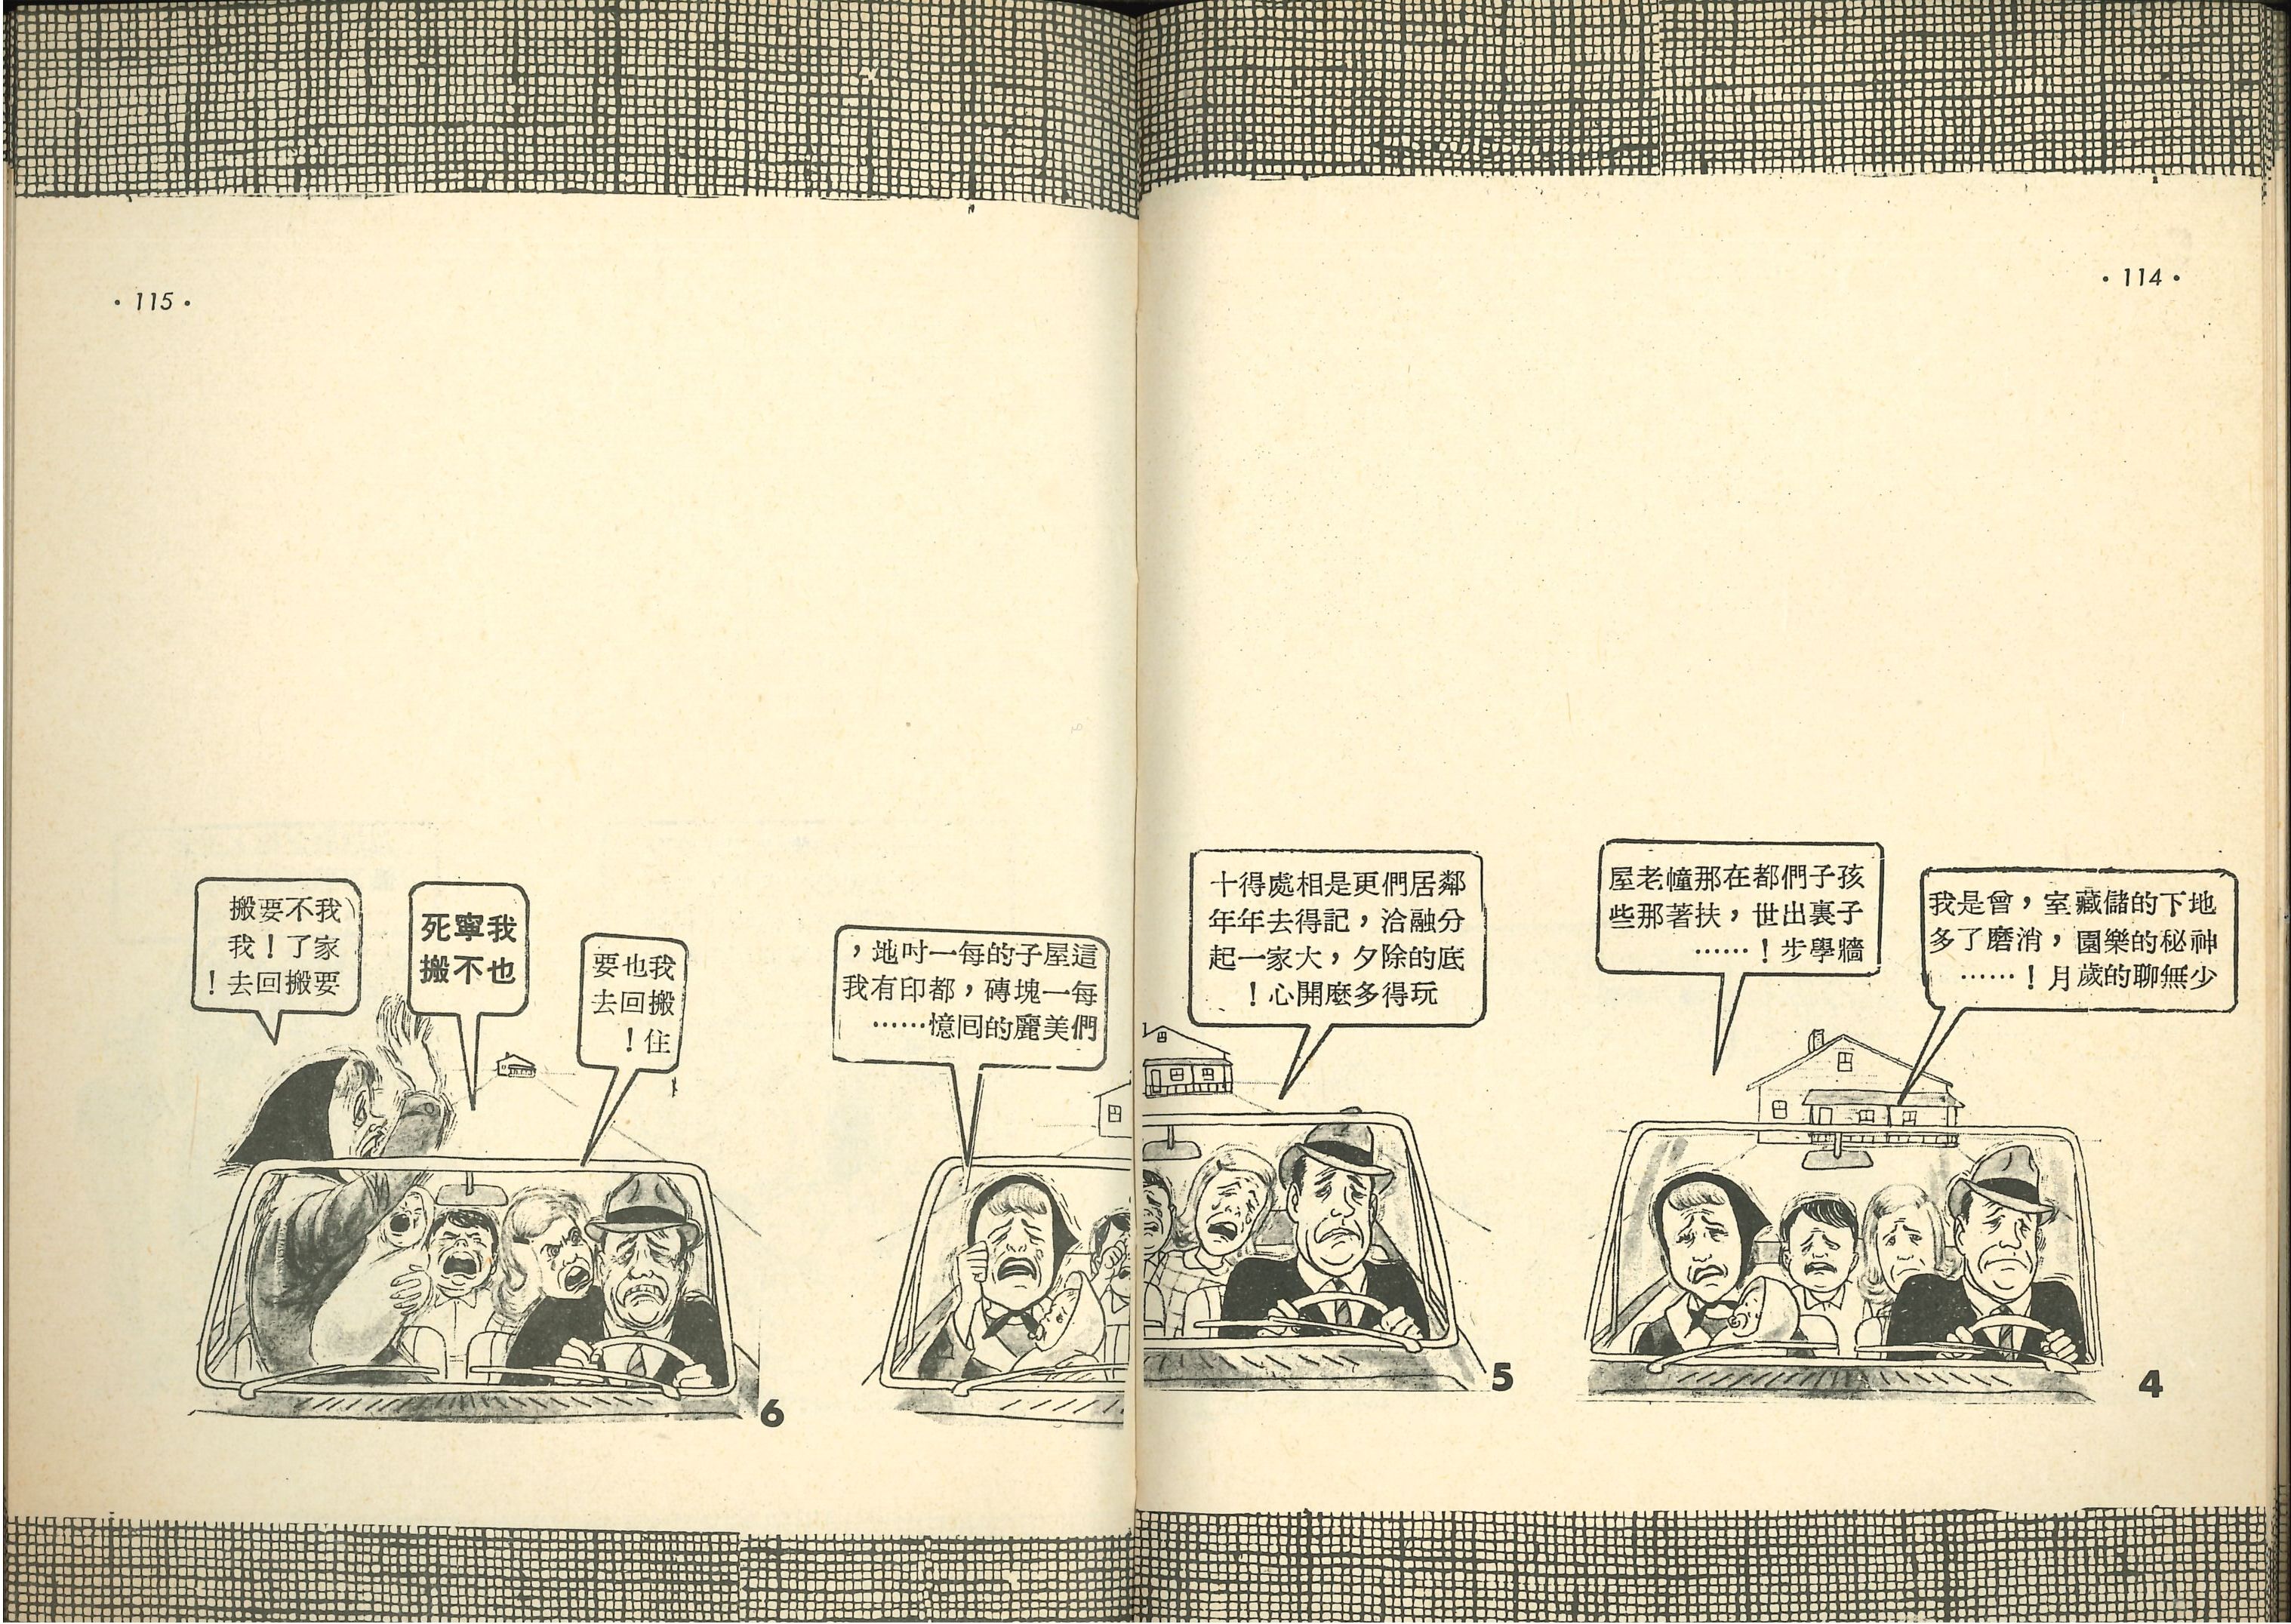 ·114·
地下的儲藏室，曾是我
神秘的樂園，消磨了多
少無聊的歲月！……
孩子們都在那幢老屋
子裏出世，扶著那些
牆學步！……
4
鄰居們更是相處得十
分融洽，記得去年年
底的除夕，大家一起
玩得多麼開心！
5
·115·
這屋子的每一吋地，
每一塊磚，都印有我
們美麗的囘憶……
我也要
搬回去
住！
我寧死
也不搬
我不要搬
家了！我
要搬回去！
6